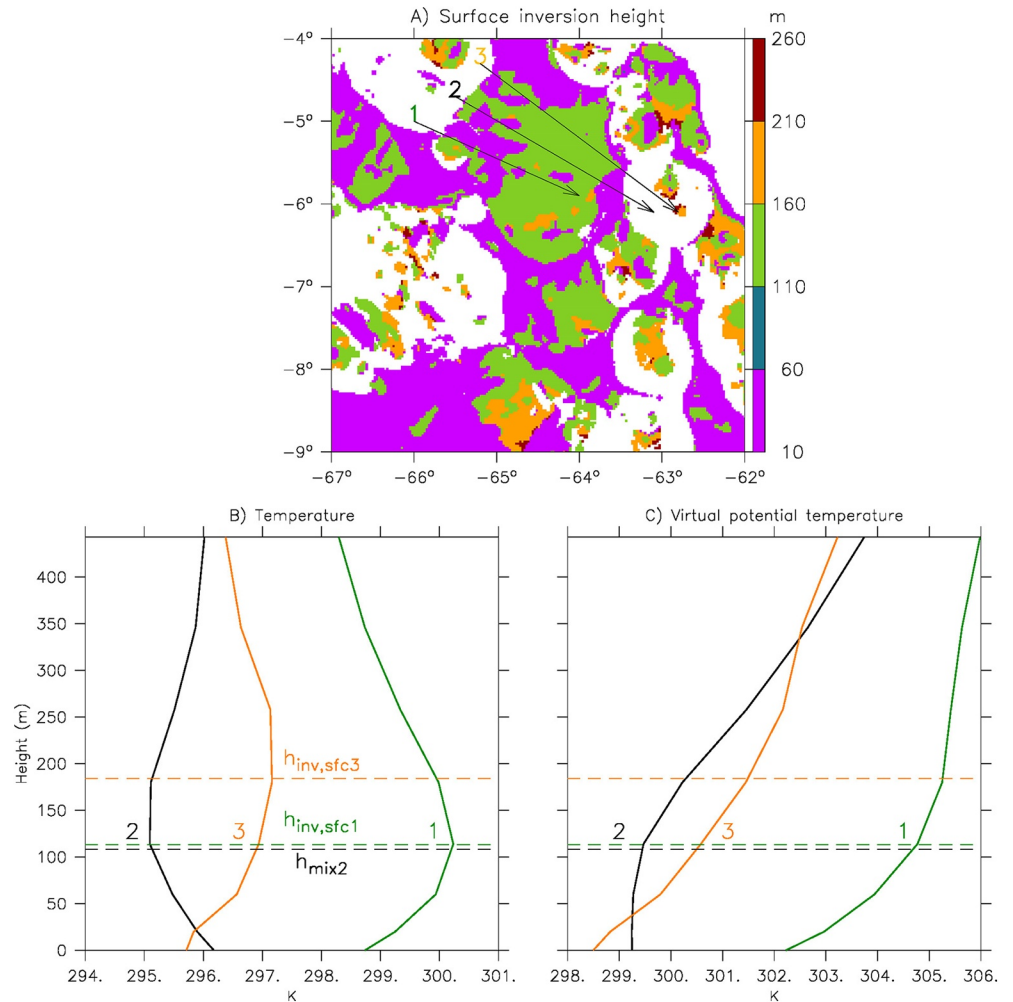 A) Surface inversion height
m
-4°
-5°
-6°
-7°
-8°
-9°
3
2
1
260
210
160
110
60
10
-67° -66° -65° -64° -63° -62°
B) Temperature
Height (m)
400
350
300
250
200
150
100
50
0
h inv,sfc3
h inv,sfc1
h mix2
2 3 1
294. 295. 296. 297. 298. 299. 300. 301.
K
C) Virtual potential temperature
2 3 1
298. 299. 300. 301. 302. 303. 304. 305. 306.
K